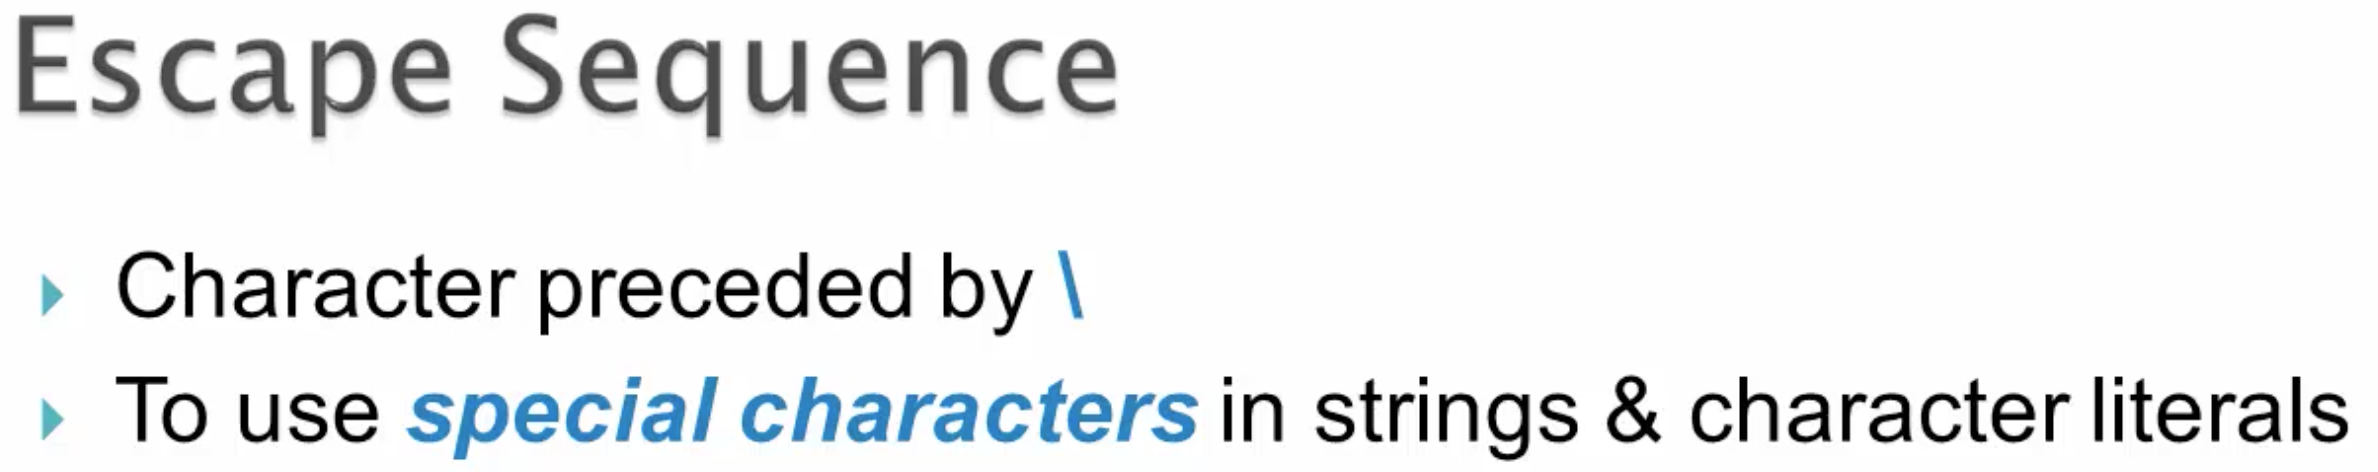 Escape Sequence
Character preceded by \
To use special characters in strings & character literals